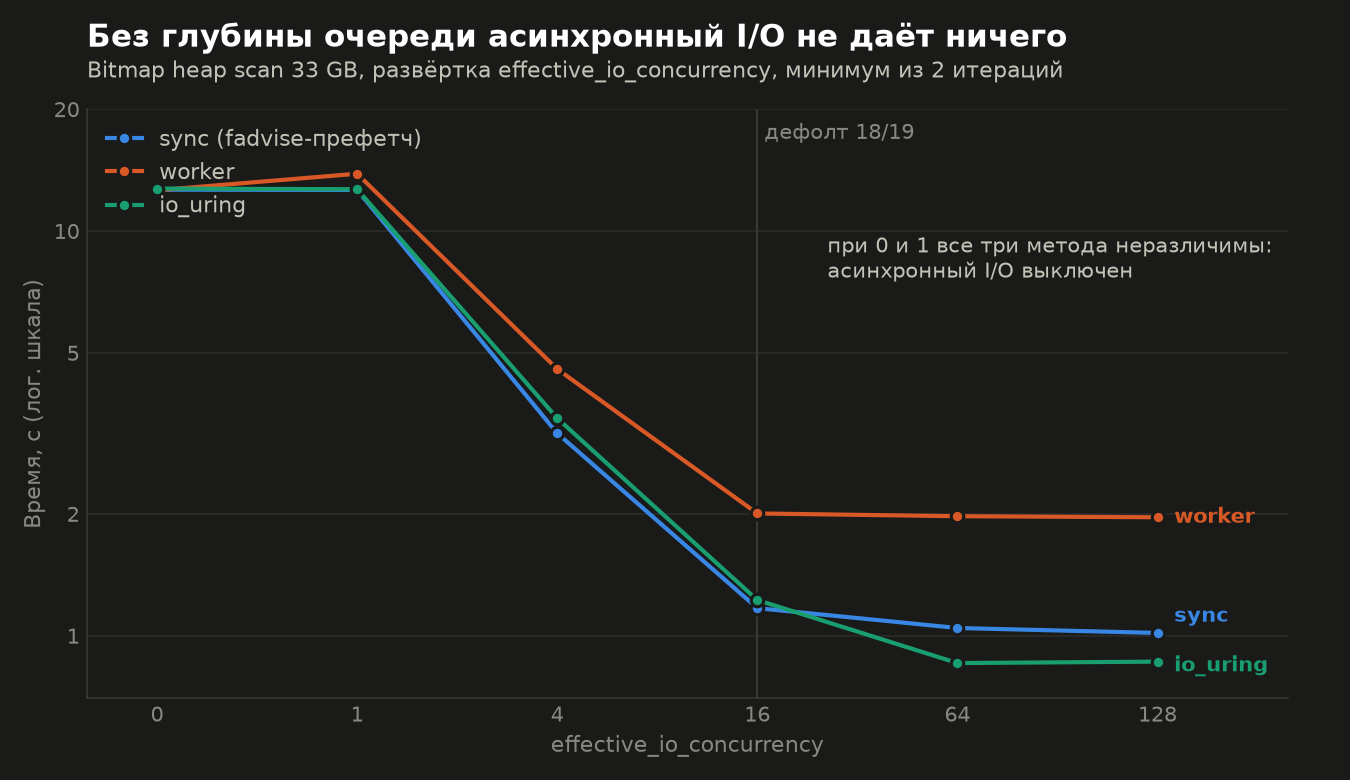 Без глубины очереди асинхронный I/O не даёт ничего
Bitmap heap scan 33 GB, развёртка effective_io_concurrency, минимум из 2 итераций
20
10
5
2
1
Время, с (лог. шкала)
sync (fadvise-префетч)
worker
io_uring
дефолт 18/19
при 0 и 1 все три метода неразличимы:
асинхронный I/O выключен
worker
sync
io_uring
0 1 4 16 64 128
effective_io_concurrency